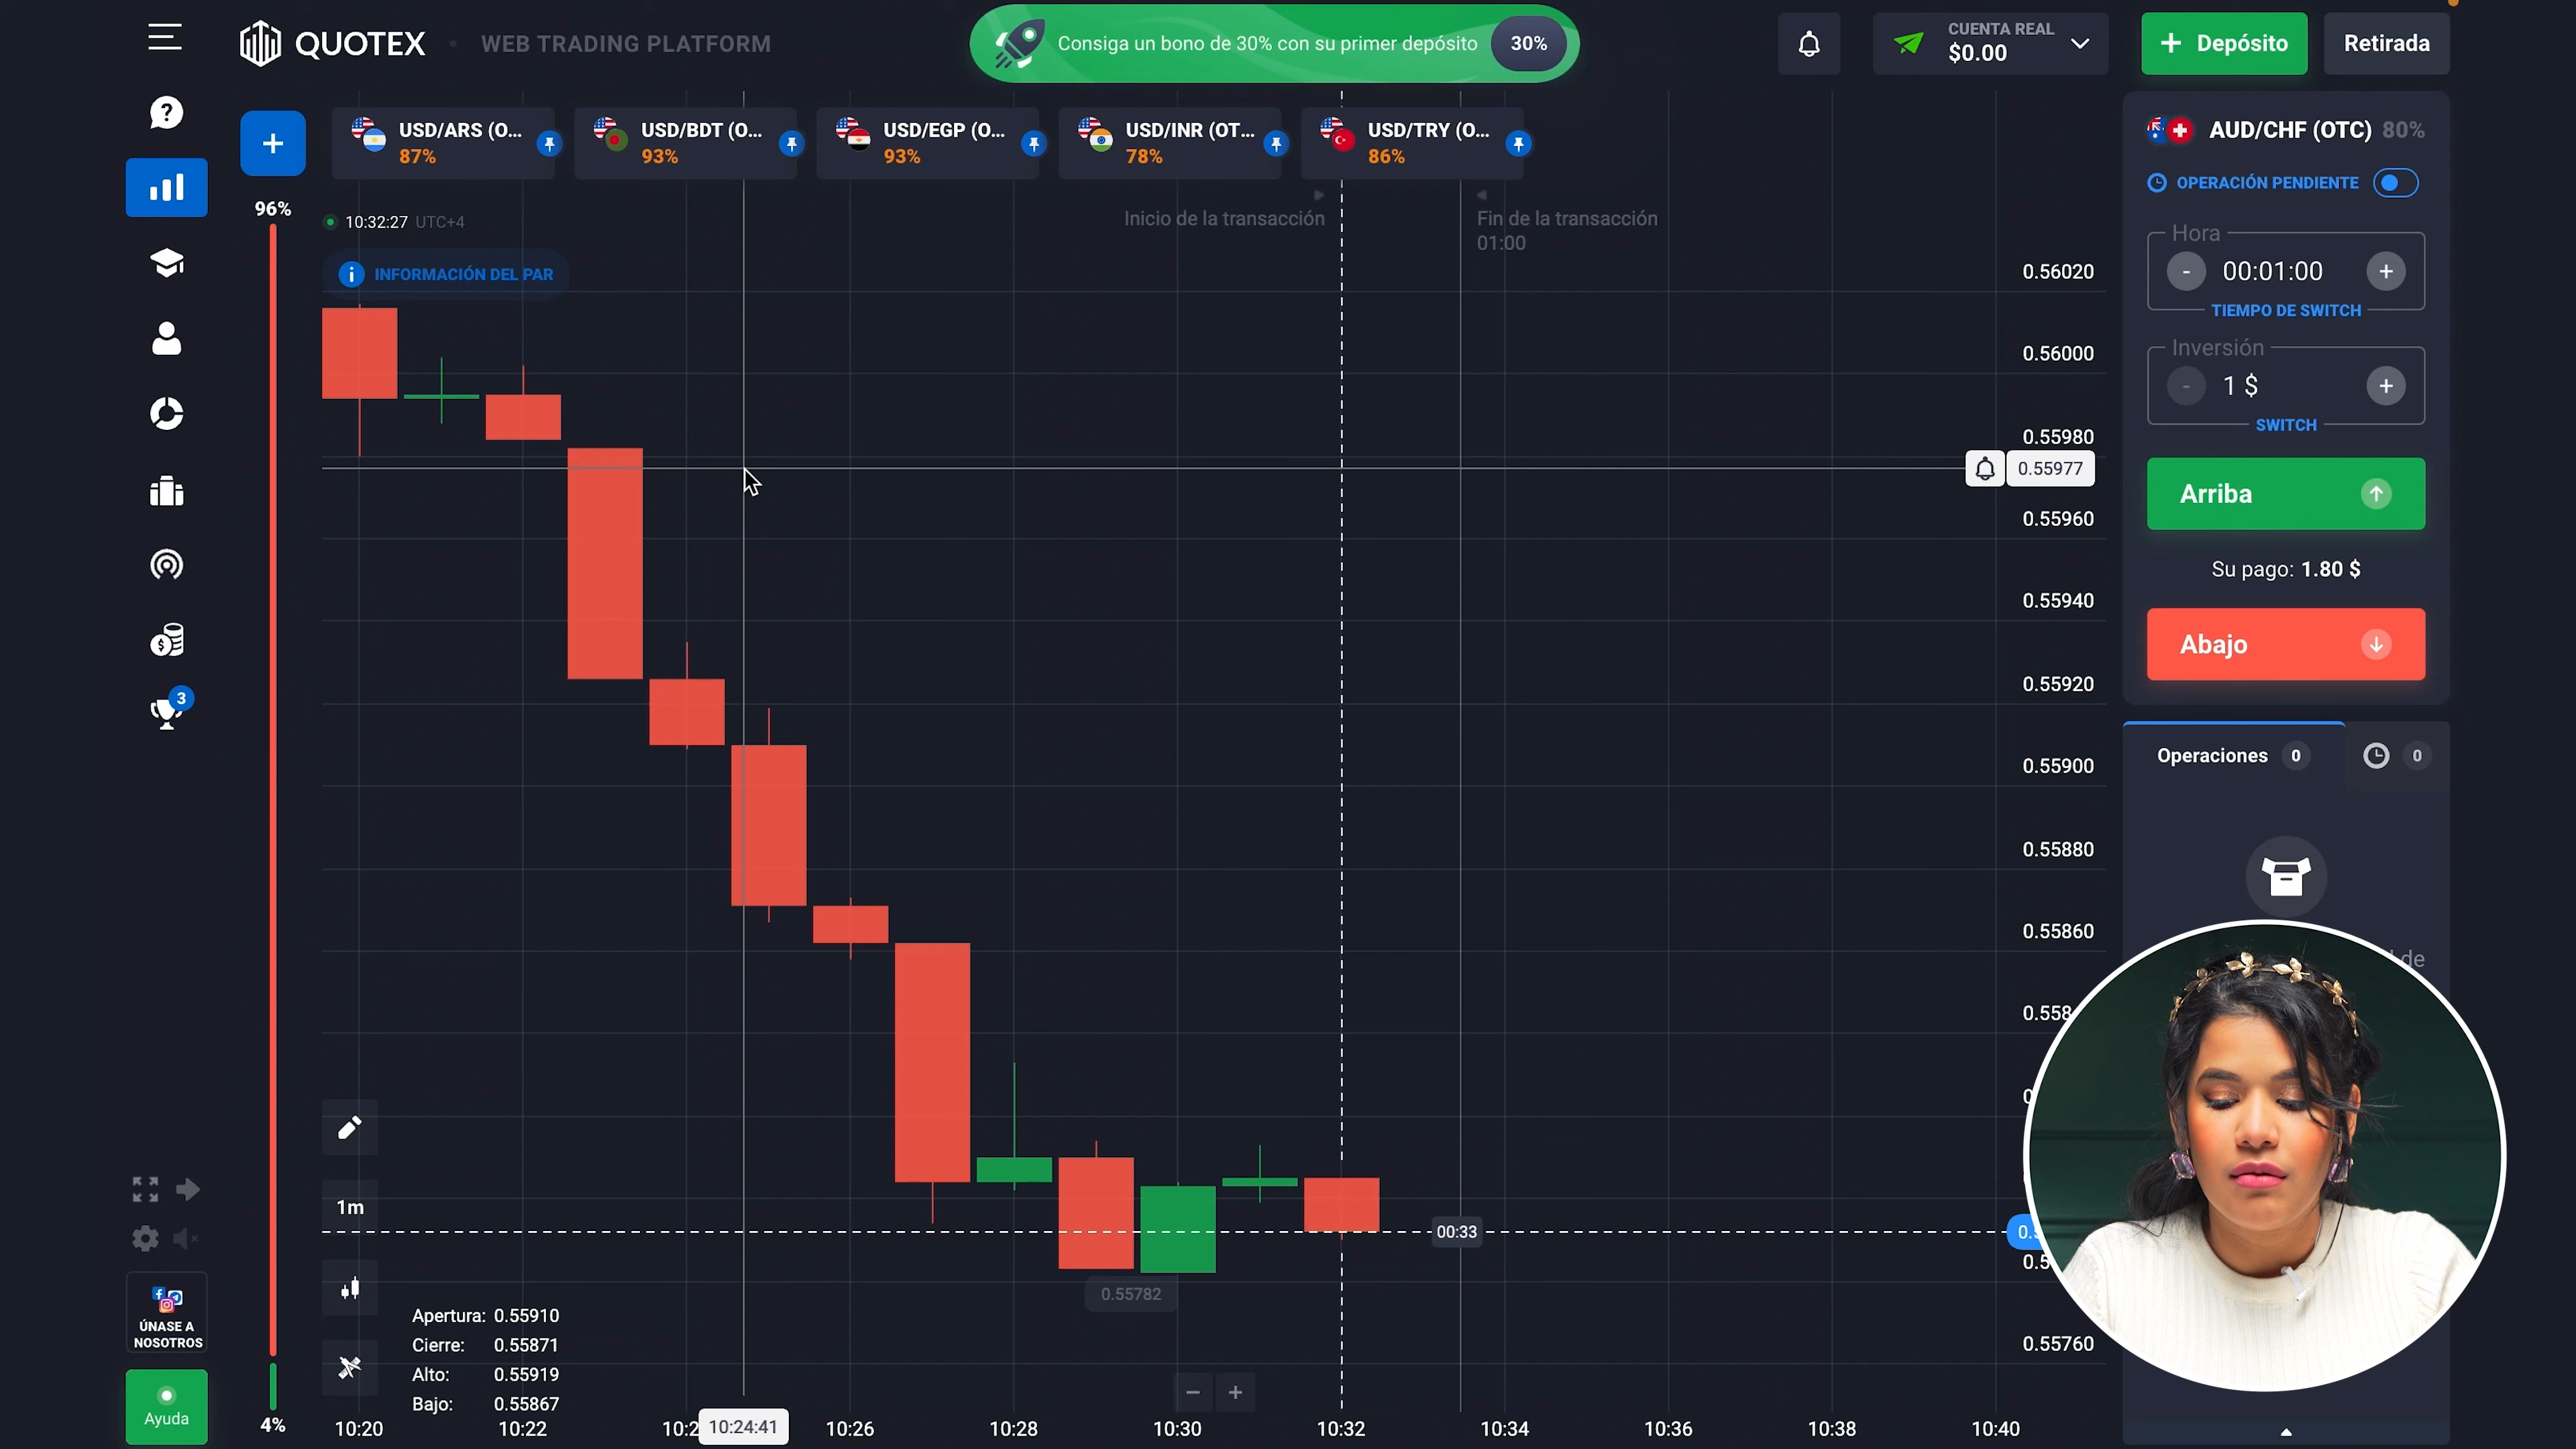 QUOTEX
WEB TRADING PLATFORM
Consiga un bono de 30% con su primer depósito
30%
CUENTA REAL
$0.00
+ Depósito
Retirada
+
USD/ARS (O...
87%
USD/BDT (O...
93%
USD/EGP (O...
93%
USD/INR (OT...
78%
USD/TRY (O...
86%
AUD/CHF (OTC) 80%
OPERACIÓN PENDIENTE
Hora
- 00:01:00 +
TIEMPO DE SWITCH
Inversión
- 1 $ +
SWITCH
Arriba
Su pago: 1.80 $
Abajo
Operaciones 0
0
de
96%
10:32:27 UTC+4
INFORMACIÓN DEL PAR
Inicio de la transacción
Fin de la transacción
01:00
0.56020
0.56000
0.55980
0.55977
0.55960
0.55940
0.55920
0.55900
0.55880
0.55860
0.55760
3
1m
00:33
0.55782
Apertura: 0.55910
Cierre: 0.55871
Alto: 0.55919
Bajo: 0.55867
ÚNASE A
NOSOTROS
Ayuda
4%
10:20
10:22
10:24:41
10:26
10:28
10:30
10:32
10:34
10:36
10:38
10:40